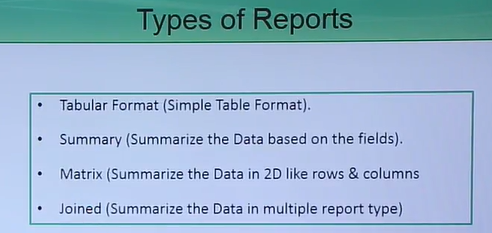 Types of Reports
• Tabular Format (Simple Table Format).
• Summary (Summarize the Data based on the fields).
• Matrix (Summarize the Data in 2D like rows & columns
• Joined (Summarize the Data in multiple report type)